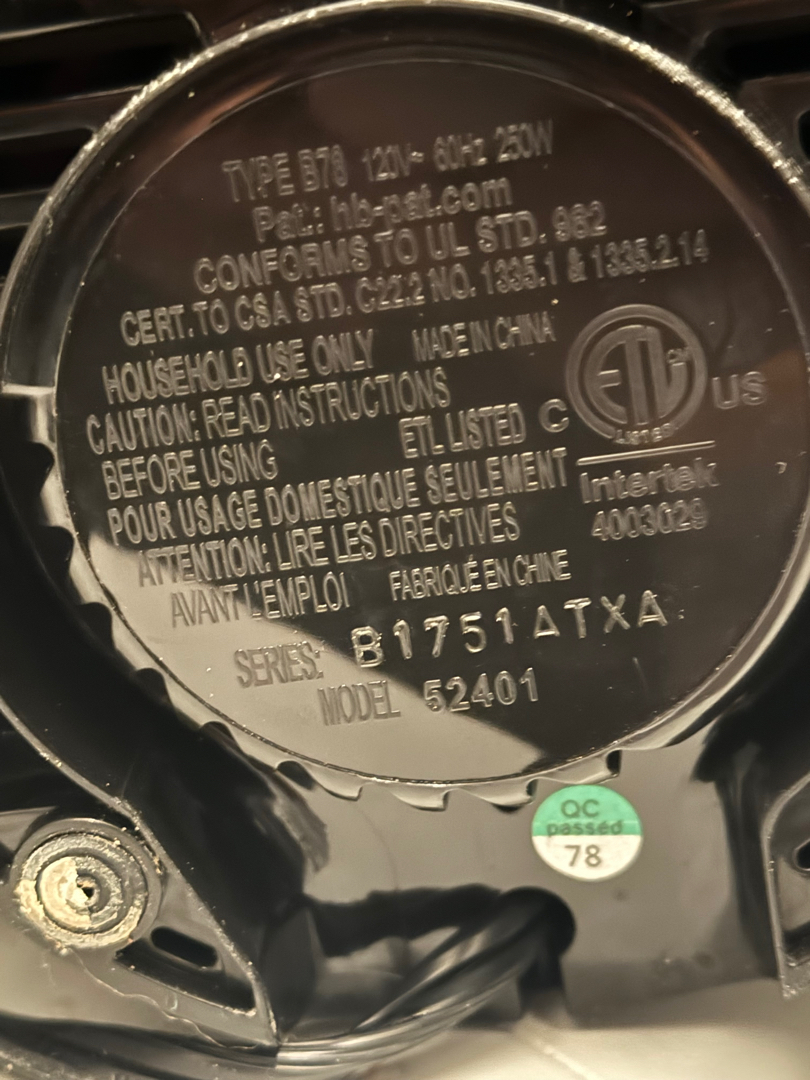 TYPE B78 120V~ 60Hz 250W
Pat.: hb-pat.com
CONFORMS TO UL STD. 982
CERT. TO CSA STD. C22.2 NO. 1335.1 & 1335.2.14
HOUSEHOLD USE ONLY MADE IN CHINA
CAUTION: READ INSTRUCTIONS
BEFORE USING
ETL LISTED C US
ETL CM
LISTED
Intertek
4003029
POUR USAGE DOMESTIQUE SEULEMENT
ATTENTION: LIRE LES DIRECTIVES
AVANT L'EMPLOI FABRIQUÉ EN CHINE
SERIES: B1751ATXA
MODEL 52401
QC
passed
78